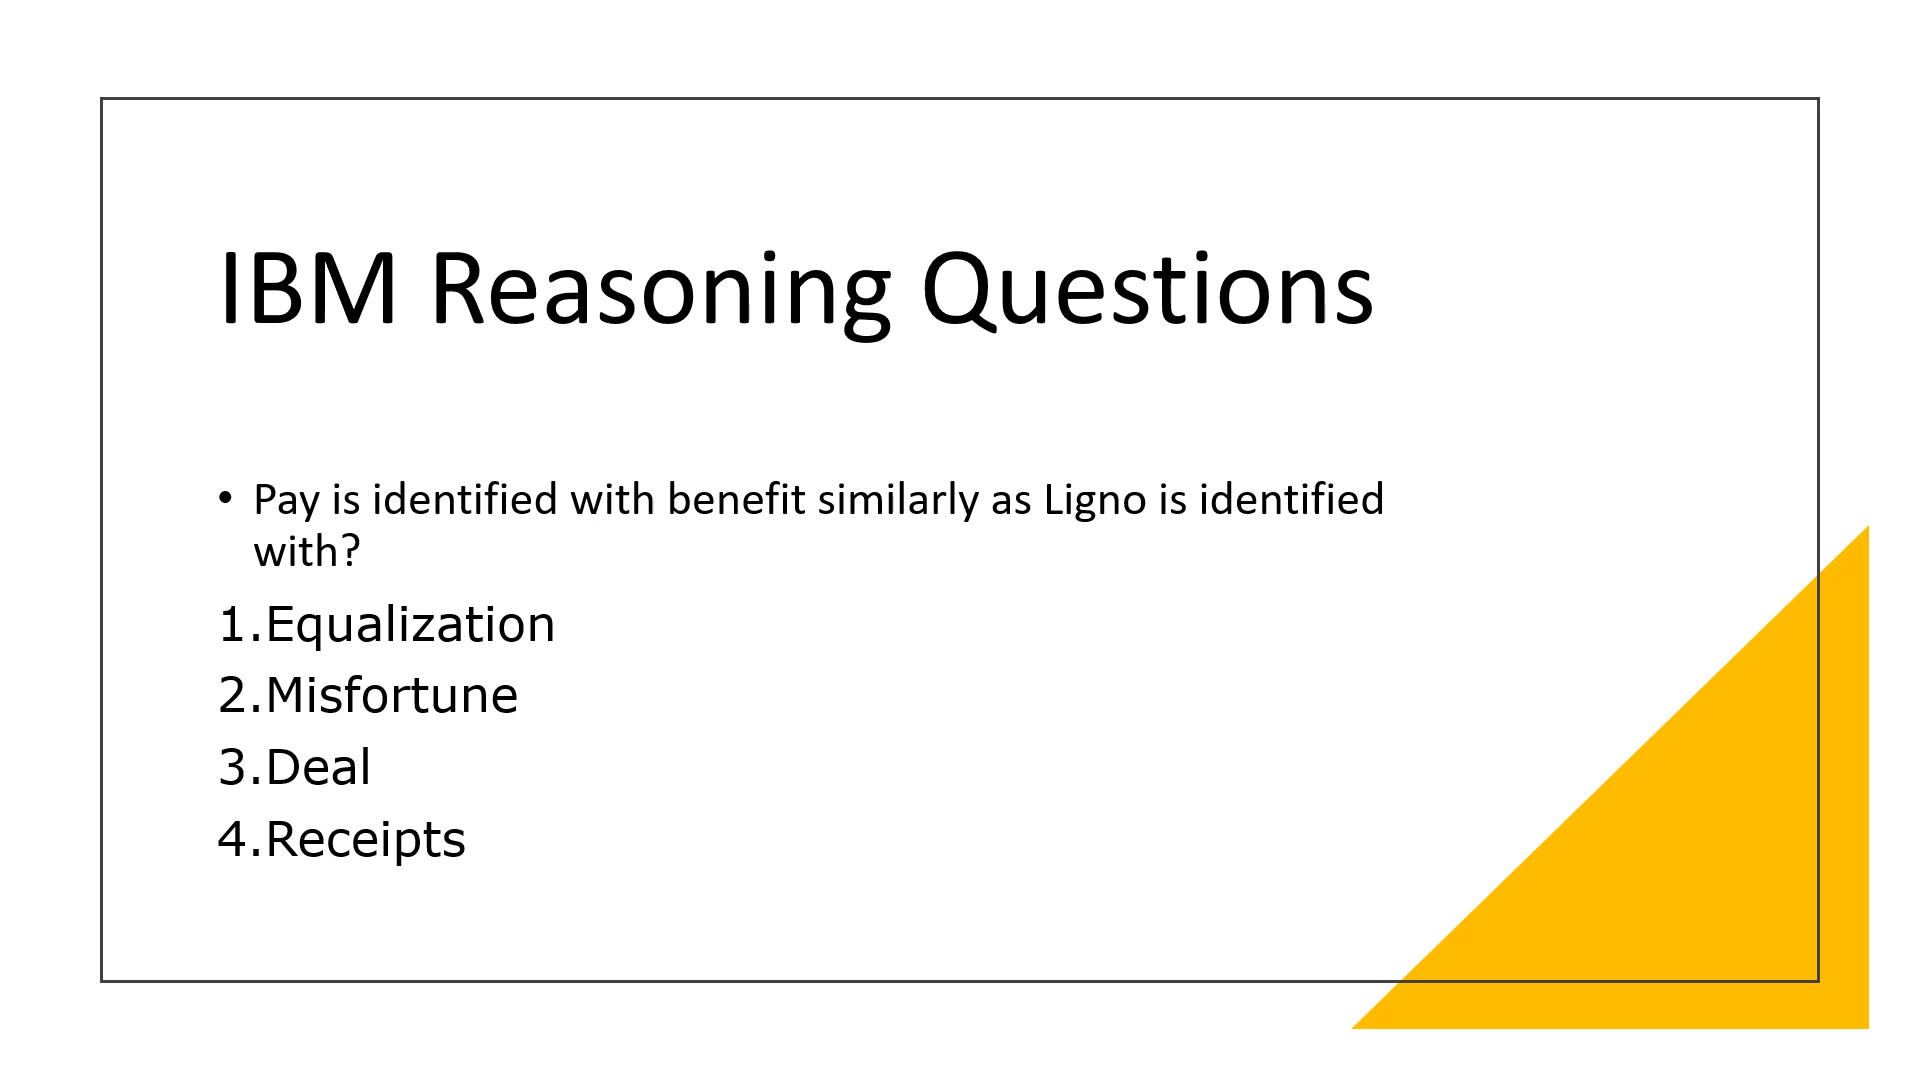 IBM Reasoning Questions
• Pay is identified with benefit similarly as Ligno is identified
with?
1.Equalization
2.Misfortune
3.Deal
4.Receipts